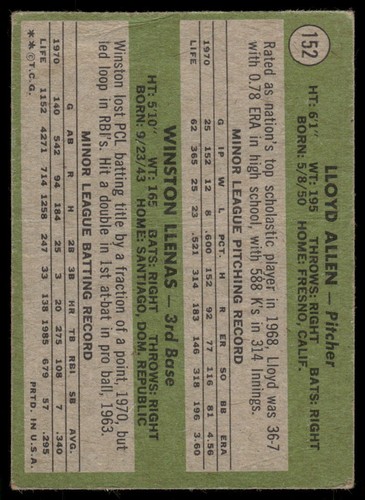 152
LLOYD ALLEN — Pitcher
HT: 6'1" WT: 195 THROWS: RIGHT BATS: RIGHT
BORN: 5/8/50 HOME: FRESNO, CALIF.
Rated as nation's top scholastic player in 1968, Lloyd was 36-7
with 0.78 ERA in high school, with 588 K's in 314 Innings.
MINOR LEAGUE PITCHING RECORD
G IP W L PCT. H R ER SO BB ERA
1970 25 152 12 8 .600 77 81 4.56
LIFE 62 365 25 23 .521 314 183 146 318 196 3.60
WINSTON LLENAS — 3rd Base
HT: 5'10" WT: 165 BATS: RIGHT THROWS: RIGHT
BORN: 9/23/43 HOME: SANTIAGO, DOM. REPUBLIC
Winston lost PCL batting title by a fraction of a point, 1970, but
led loop in RBI's. Hit a double in 1st at-bat in pro ball, 1963.
MINOR LEAGUE BATTING RECORD
G AB R H 2B 3B HR TB RBI SB AVG.
1970 140 542 94 184 25 3 20 275 108 7 .340
LIFE 1152 4271 714 1258 247 33 138 1985 679 57 .295
**© T.C.G. PRTD. IN U.S.A.